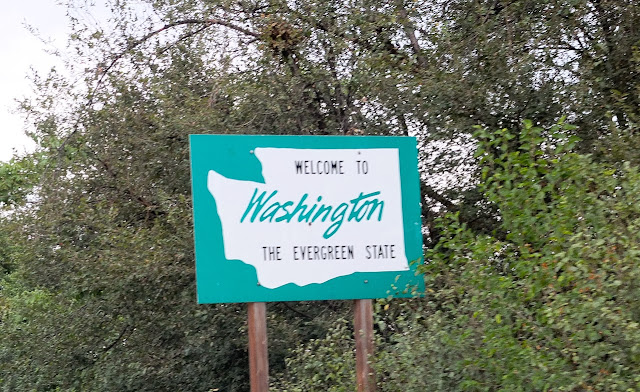 WELCOME TO
Washington
THE EVERGREEN STATE